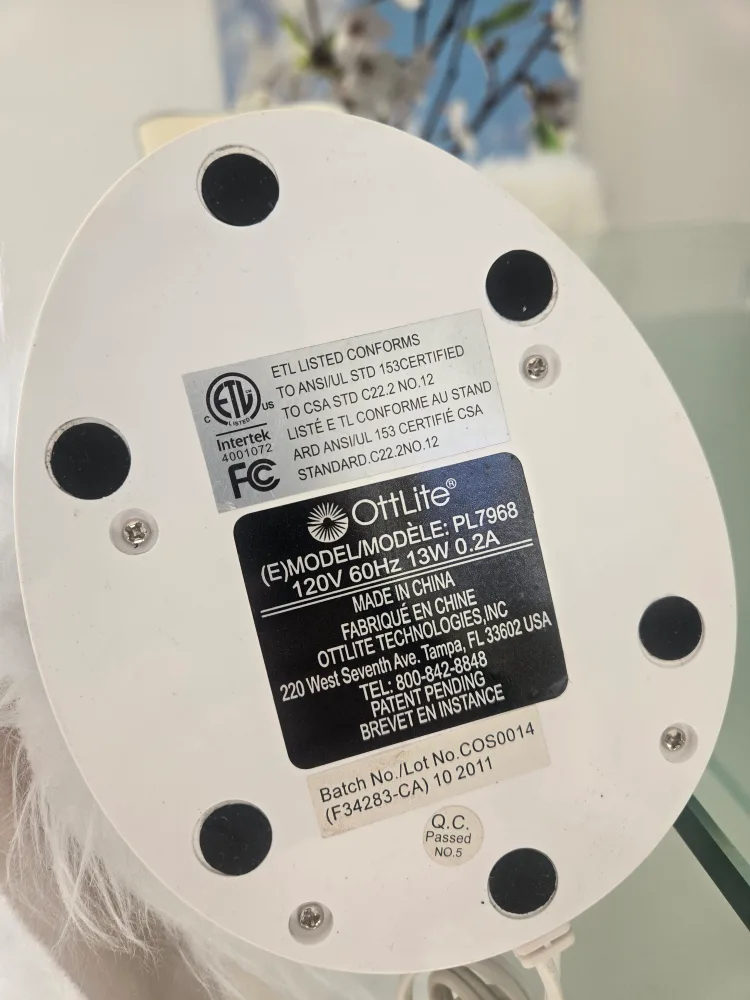 ETL LISTED CONFORMS
TO ANSI/UL STD 153CERTIFIED
TO CSA STD C22.2 NO.12
LISTÉ E TL CONFORME AU STAND
ARD ANSI/UL 153 CERTIFIÉ CSA
STANDARD.C22.2NO.12
C ETL US
LISTED
Intertek
4001072
FC
OttLite®
(E)MODEL/MODÈLE: PL7968
120V 60Hz 13W 0.2A
MADE IN CHINA
FABRIQUÉ EN CHINE
OTTLITE TECHNOLOGIES,INC
220 West Seventh Ave. Tampa, FL 33602 USA
TEL: 800-842-8848
PATENT PENDING
BREVET EN INSTANCE
Batch No./Lot No.COS0014
(F34283-CA) 10 2011
Q.C.
Passed
NO.5